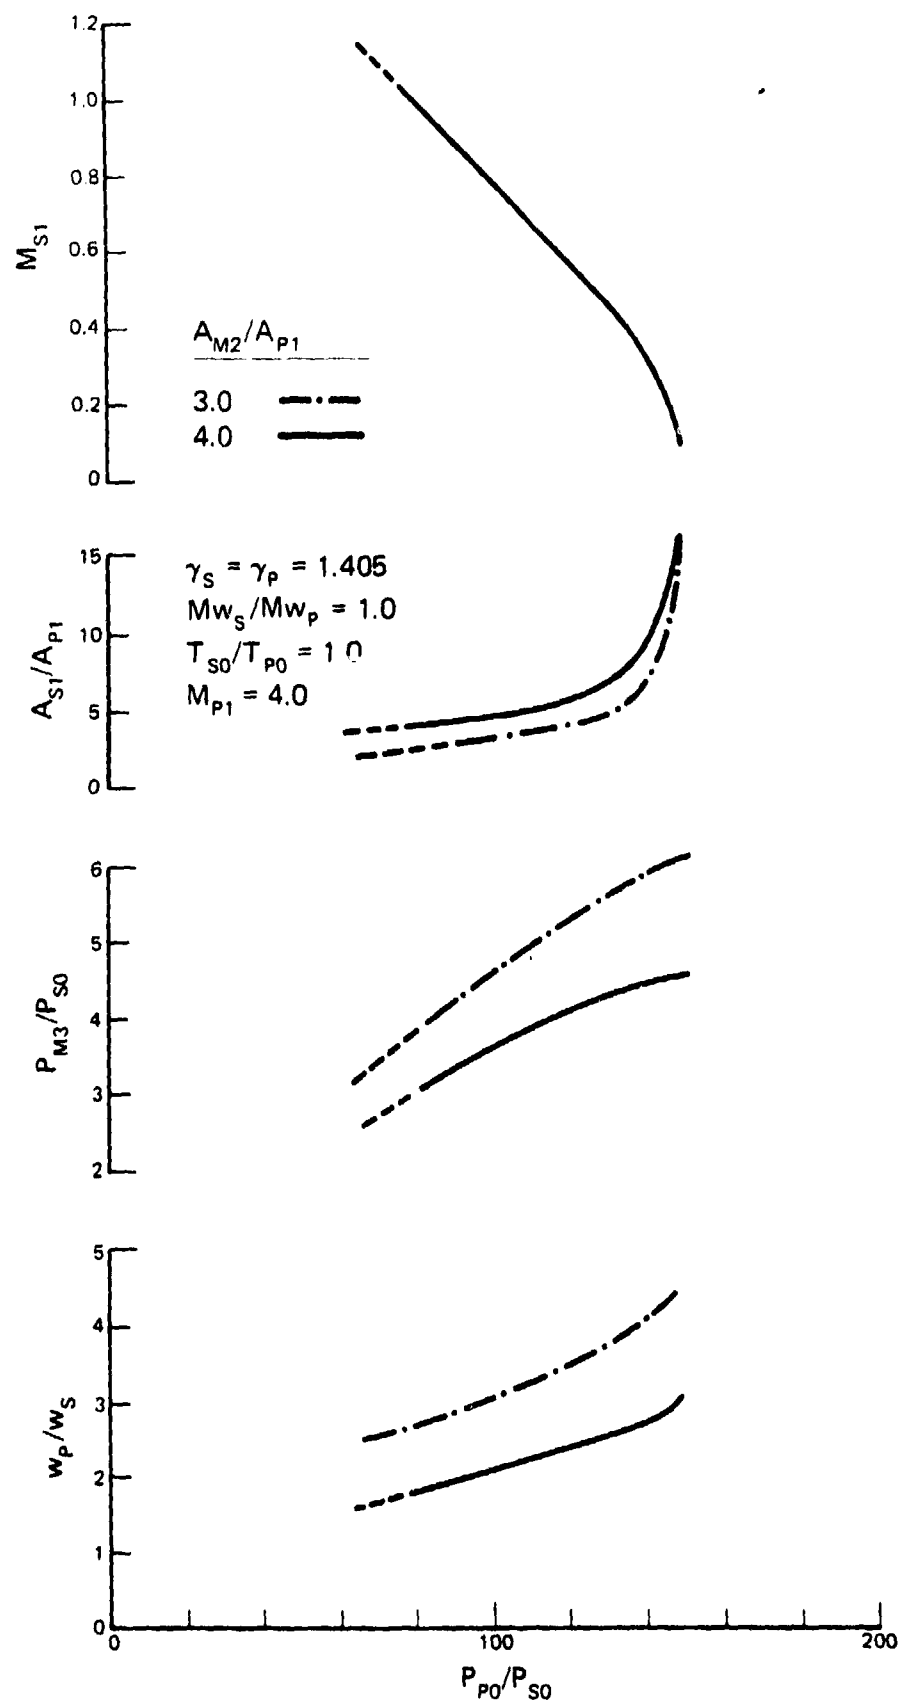 1.2
1.0
0.8
0.6
0.4
0.2
0
M_S1
A_M2/A_P1
3.0
4.0
15
10
5
0
A_S1/A_P1
γ_S = γ_P = 1.405
Mw_S/Mw_P = 1.0
T_S0/T_P0 = 1.0
M_P1 = 4.0
6
5
4
3
2
P_M3/P_S0
5
4
3
2
1
0
w_P/w_S
0 100 200
P_P0/P_S0